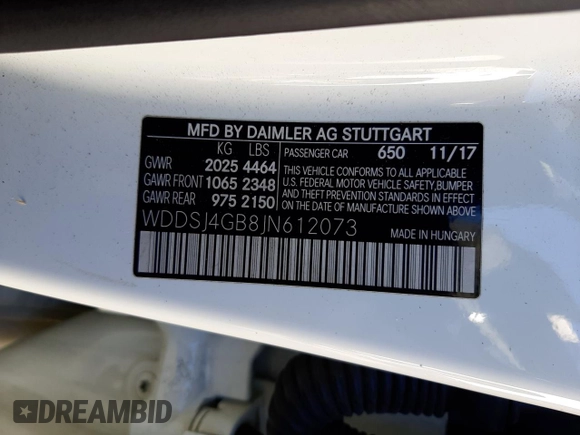 MFD BY DAIMLER AG STUTTGART
KG LBS
GVWR 2025 4464
GAWR FRONT 1065 2348
GAWR REAR 975 2150
PASSENGER CAR 650 11/17
THIS VEHICLE CONFORMS TO ALL APPLICABLE
U.S. FEDERAL MOTOR VEHICLE SAFETY,BUMPER
AND THEFT PREVENTION STANDARDS IN EFFECT
ON THE DATE OF MANUFACTURE SHOWN ABOVE.
WDDSJ4GB8JN612073
MADE IN HUNGARY
DREAMBID